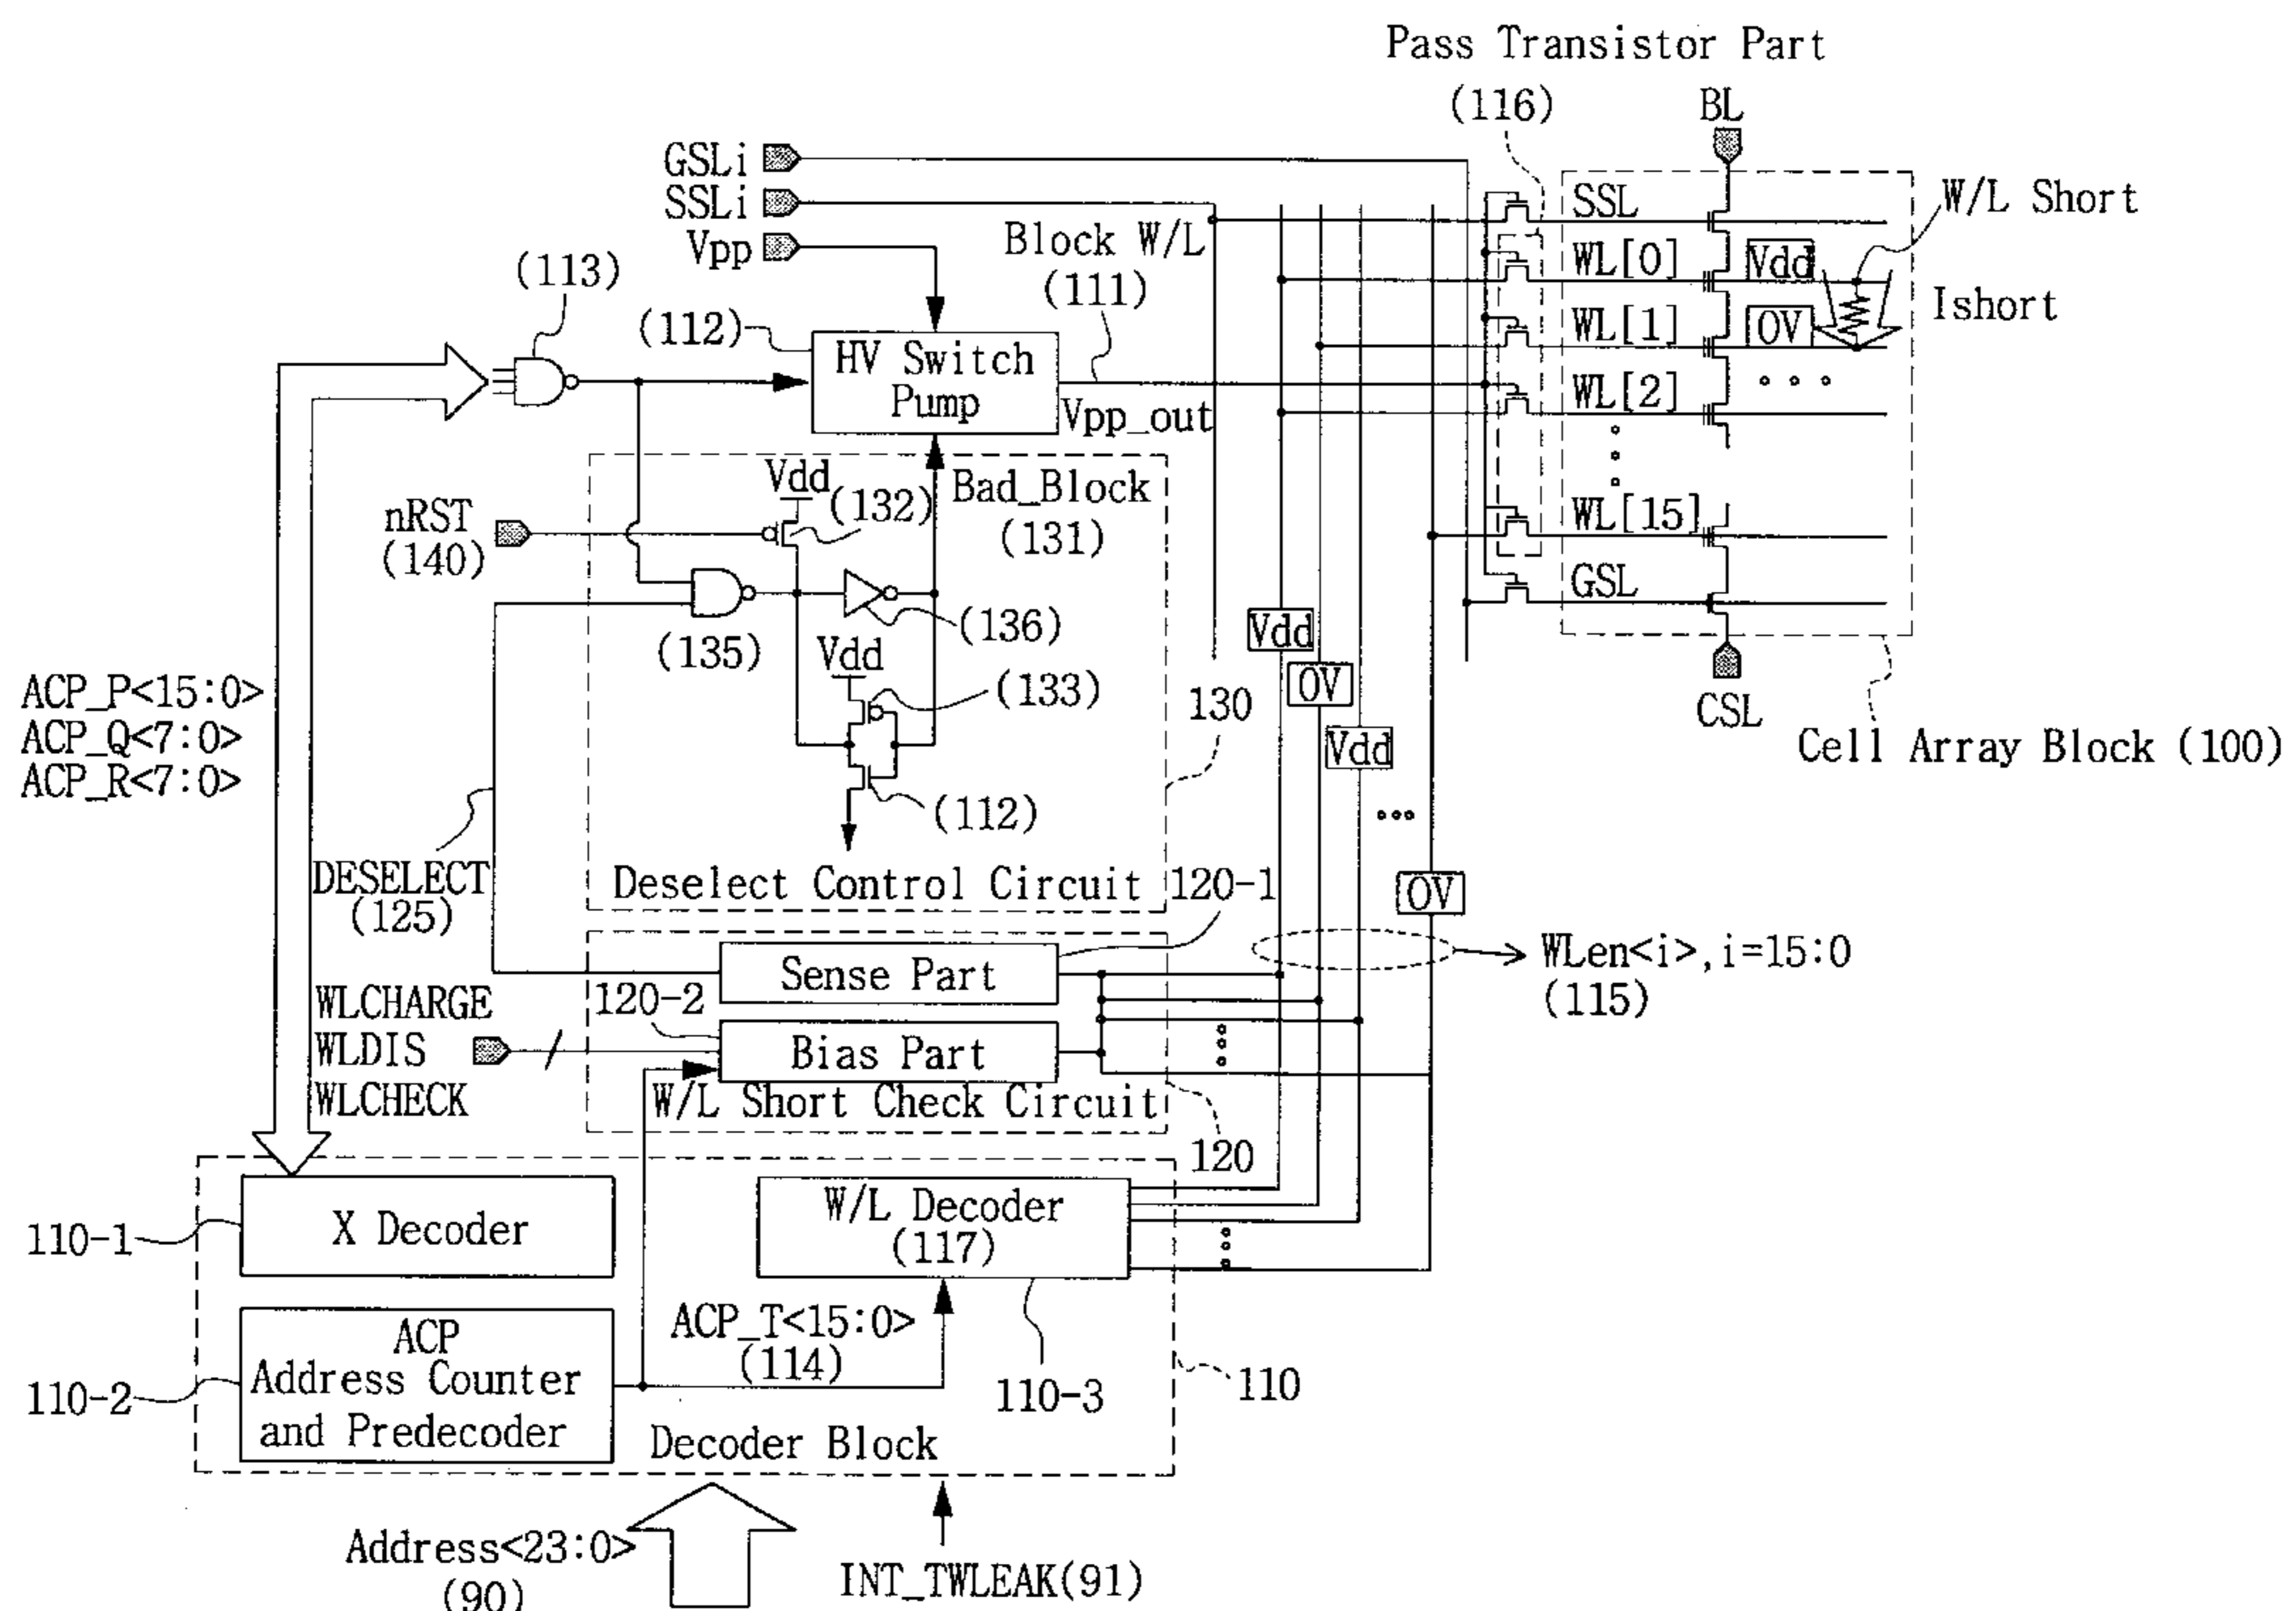 Pass Transistor Part
(116)
BL
GSLi
SSLi
Vpp
Block W/L
(111)
(113)
(112)
HV Switch
Pump
Vpp_out
SSL
WL[0]
Vdd
W/L Short
WL[1]
OV
Ishort
WL[2]
WL[15]
GSL
CSL
Cell Array Block (100)
Vdd
(132)
Bad_Block
(131)
nRST
(140)
(135)
(136)
Vdd
(133)
(112)
130
Vdd
OV
Vdd
OV
ACP_P<15:0>
ACP_Q<7:0>
ACP_R<7:0>
DESELECT
(125)
Deselect Control Circuit
120-1
Sense Part
120-2
WLCHARGE
WLDIS
WLCHECK
Bias Part
W/L Short Check Circuit
120
WLen<i>,i=15:0
(115)
110-1
X Decoder
W/L Decoder
(117)
ACP_T<15:0>
(114)
110-3
110
110-2
ACP
Address Counter
and Predecoder
Decoder Block
Address<23:0>
(90)
INT_TWLEAK(91)